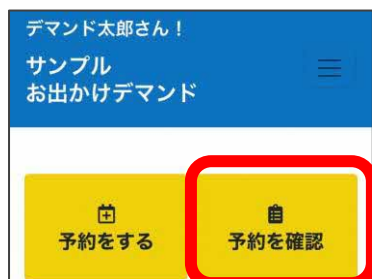 デマンド太郎さん！
サンプル
お出かけデマンド
予約をする
予約を確認